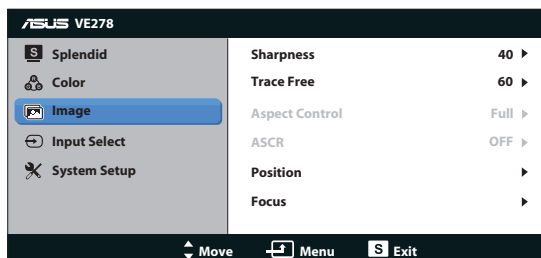 ASUS VE278
S Splendid
Color
Image
Input Select
System Setup
Sharpness 40
Trace Free 60
Aspect Control Full
ASCR OFF
Position
Focus
Move Menu S Exit